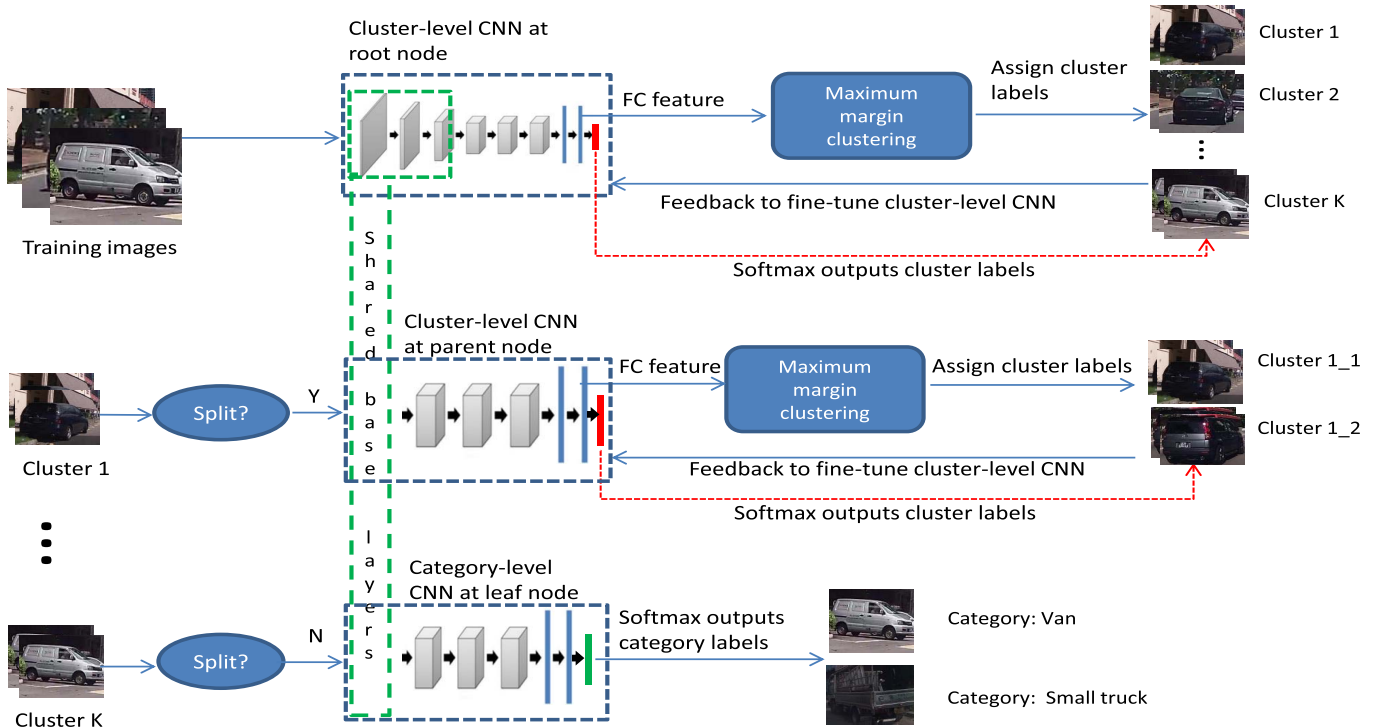 Cluster-level CNN at
root node
Training images
FC feature
Maximum
margin
clustering
Assign cluster
labels
Cluster 1
Cluster 2
Cluster K
Feedback to fine-tune cluster-level CNN
Softmax outputs cluster labels
Shared base layers
Cluster 1
Split?
Y
Cluster-level CNN
at parent node
FC feature
Maximum
margin
clustering
Assign cluster labels
Cluster 1_1
Cluster 1_2
Feedback to fine-tune cluster-level CNN
Softmax outputs cluster labels
Cluster K
Split?
N
Category-level
CNN at leaf node
Softmax outputs
category labels
Category: Van
Category: Small truck